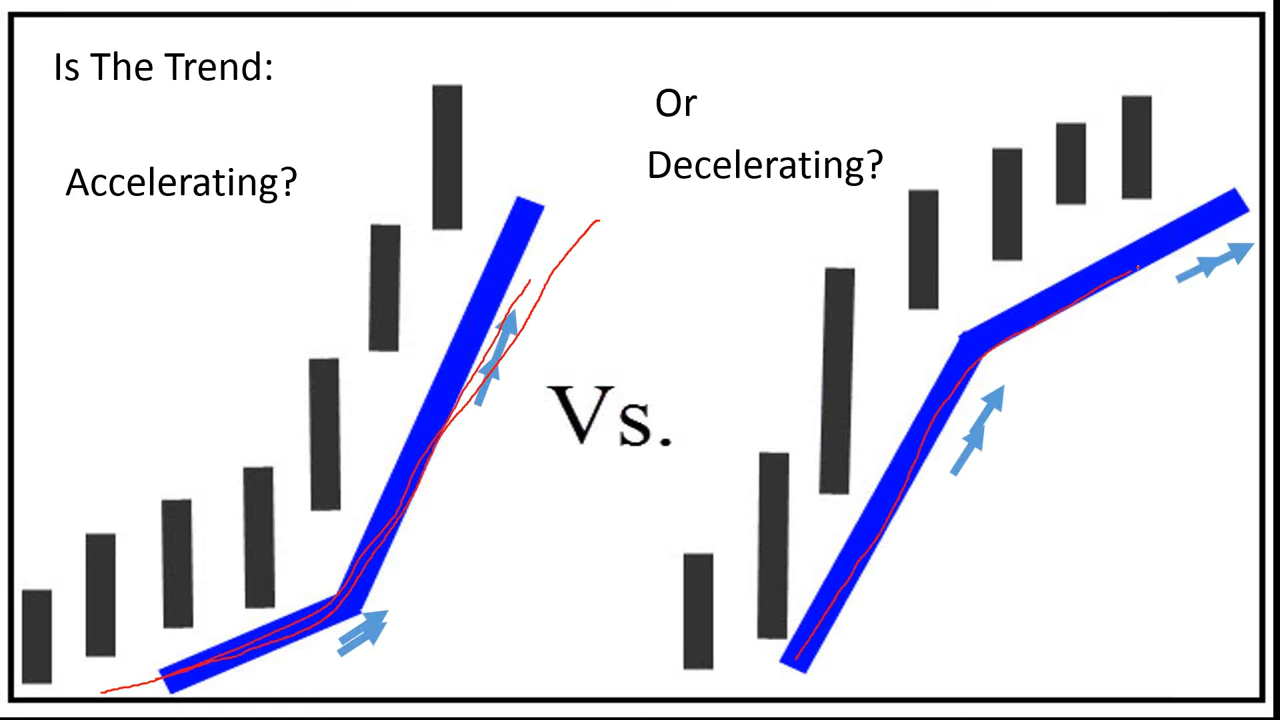 Is The Trend:
Accelerating?
Vs.
Or
Decelerating?